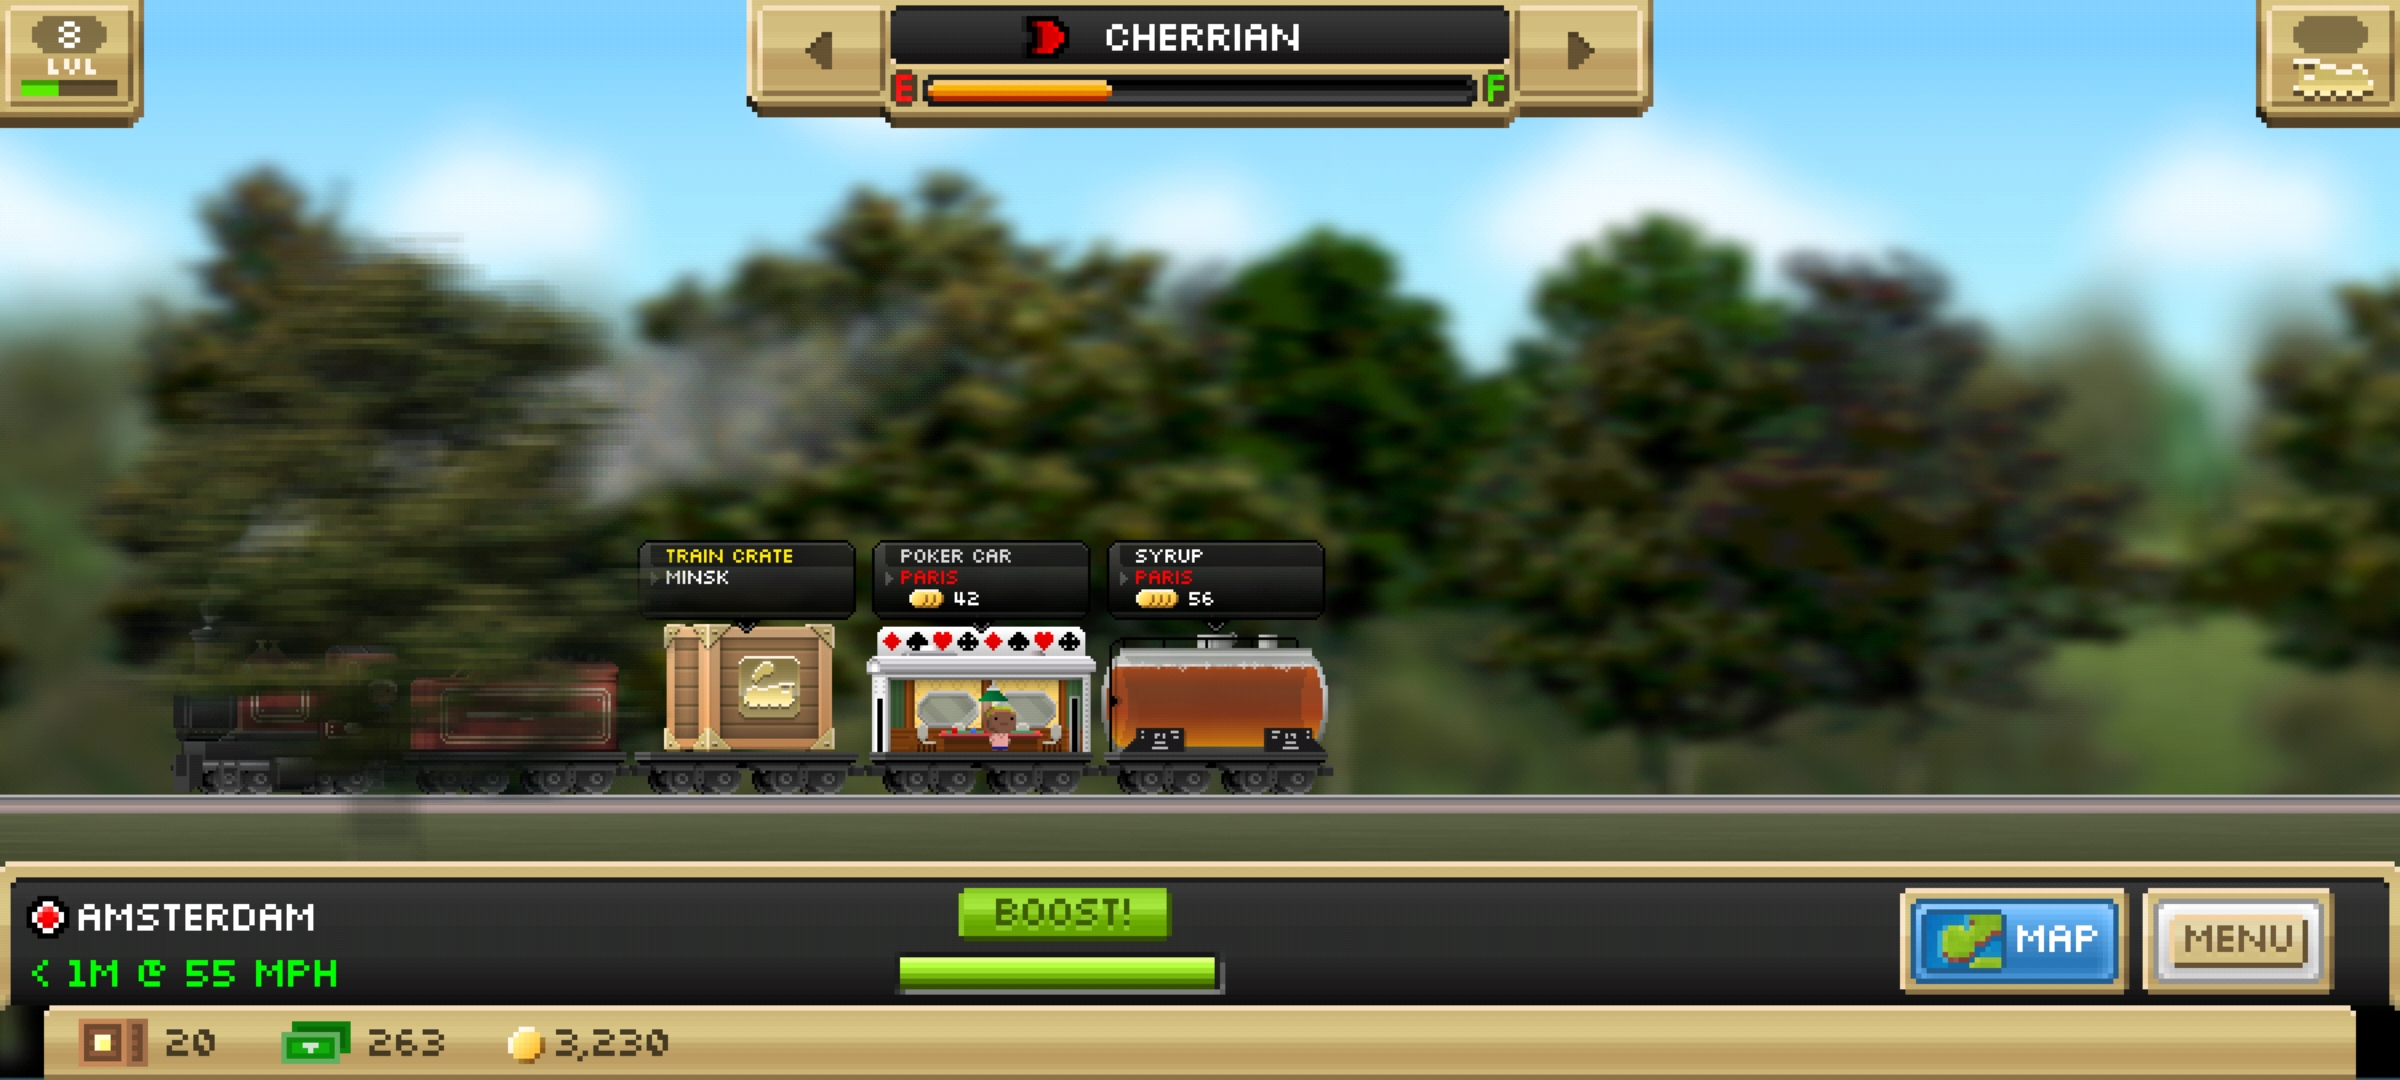 8
LVL
CHERRIAN
E F
TRAIN CRATE
MINSK
POKER CAR
PARIS
42
SYRUP
PARIS
56
AMSTERDAM
< 1M @ 55 MPH
BOOST!
MAP
MENU
20 263 3,230